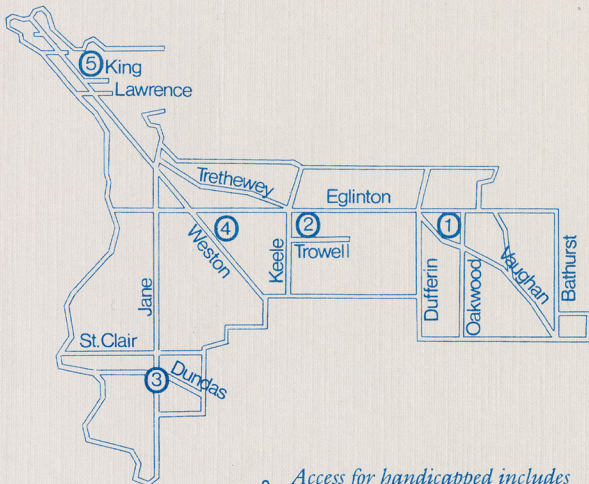 5 King
Lawrence
Trethewey
Eglinton
4
2
1
Weston
Keele
Trowell
Dufferin
Oakwood
Vaughan
Bathurst
Jane
St. Clair
3
Dundas
Access for handicapped includes